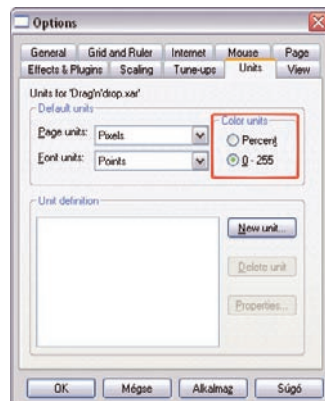 Options
General Grid and Ruler Internet Mouse Page
Effects & Plugins Scaling Tune-ups Units View
Units for 'Drag'n'drop.xar'
Default units
Page units: Pixels
Font units: Points
Color units
Percent
0 - 255
Unit definition
New unit...
Delete unit
Properties...
OK Mégse Alkalmaz Súgó